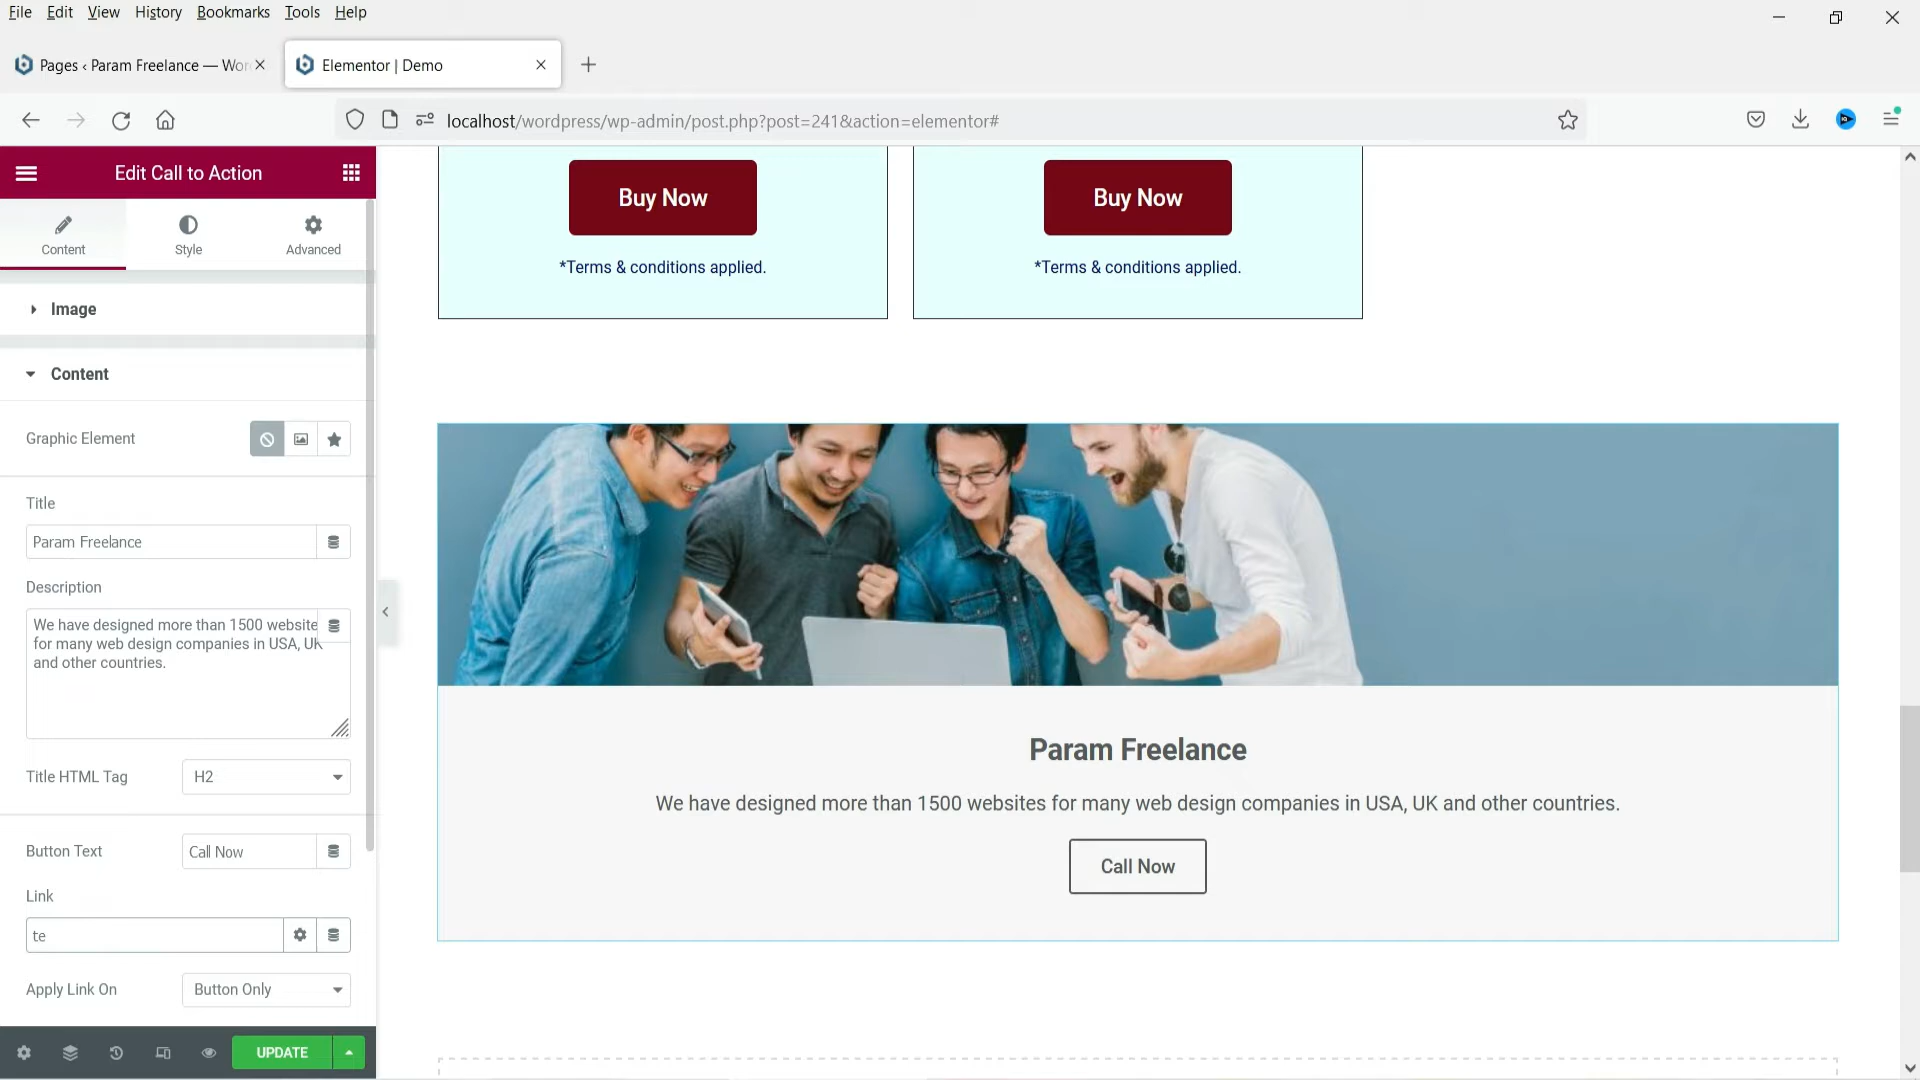 File Edit View History Bookmarks Tools Help
Pages ‹ Param Freelance — Wor
Elementor | Demo
localhost/wordpress/wp-admin/post.php?post=241&action=elementor#
Edit Call to Action
Content
Style
Advanced
Image
Content
Graphic Element
Title
Param Freelance
Description
We have designed more than 1500 website
for many web design companies in USA, UK
and other countries.
Title HTML Tag
H2
Button Text
Call Now
Link
te
Apply Link On
Button Only
UPDATE
Buy Now
Buy Now
*Terms & conditions applied.
*Terms & conditions applied.
Param Freelance
We have designed more than 1500 websites for many web design companies in USA, UK and other countries.
Call Now